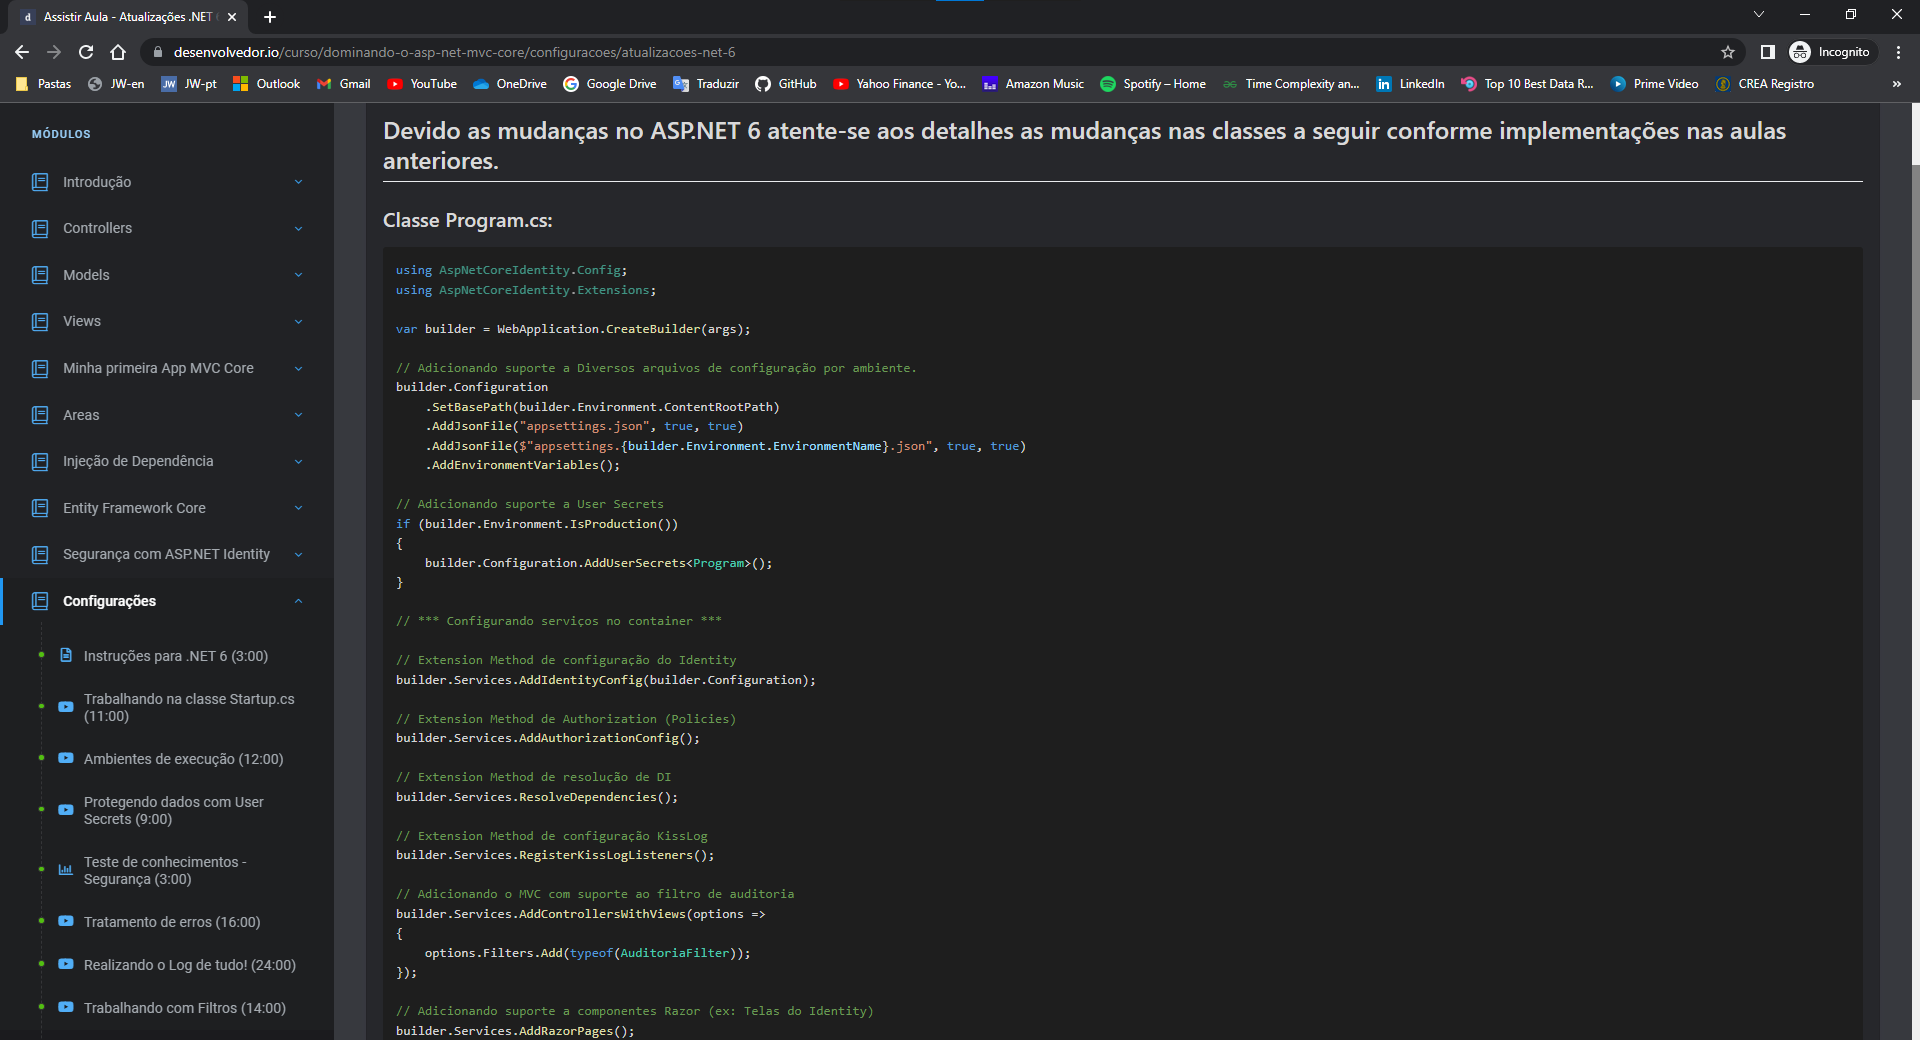 Assistir Aula - Atualizações .NET
desenvolvedor.io/curso/dominando-o-asp-net-mvc-core/configuracoes/atualizacoes-net-6
Incognito
Pastas JW-en JW-pt Outlook Gmail YouTube OneDrive Google Drive Traduzir GitHub Yahoo Finance - Yo... Amazon Music Spotify – Home Time Complexity an... LinkedIn Top 10 Best Data R... Prime Video CREA Registro »
MÓDULOS
Introdução
Controllers
Models
Views
Minha primeira App MVC Core
Areas
Injeção de Dependência
Entity Framework Core
Segurança com ASP.NET Identity
Configurações
Instruções para .NET 6 (3:00)
Trabalhando na classe Startup.cs
(11:00)
Ambientes de execução (12:00)
Protegendo dados com User
Secrets (9:00)
Teste de conhecimentos -
Segurança (3:00)
Tratamento de erros (16:00)
Realizando o Log de tudo! (24:00)
Trabalhando com Filtros (14:00)
Devido as mudanças no ASP.NET 6 atente-se aos detalhes as mudanças nas classes a seguir conforme implementações nas aulas
anteriores.
Classe Program.cs:
using AspNetCoreIdentity.Config;
using AspNetCoreIdentity.Extensions;
var builder = WebApplication.CreateBuilder(args);
// Adicionando suporte a Diversos arquivos de configuração por ambiente.
builder.Configuration
    .SetBasePath(builder.Environment.ContentRootPath)
    .AddJsonFile("appsettings.json", true, true)
    .AddJsonFile($"appsettings.{builder.Environment.EnvironmentName}.json", true, true)
    .AddEnvironmentVariables();
// Adicionando suporte a User Secrets
if (builder.Environment.IsProduction())
{
    builder.Configuration.AddUserSecrets<Program>();
}
// *** Configurando serviços no container ***
// Extension Method de configuração do Identity
builder.Services.AddIdentityConfig(builder.Configuration);
// Extension Method de Authorization (Policies)
builder.Services.AddAuthorizationConfig();
// Extension Method de resolução de DI
builder.Services.ResolveDependencies();
// Extension Method de configuração KissLog
builder.Services.RegisterKissLogListeners();
// Adicionando o MVC com suporte ao filtro de auditoria
builder.Services.AddControllersWithViews(options =>
{
    options.Filters.Add(typeof(AuditoriaFilter));
});
// Adicionando suporte a componentes Razor (ex: Telas do Identity)
builder.Services.AddRazorPages();